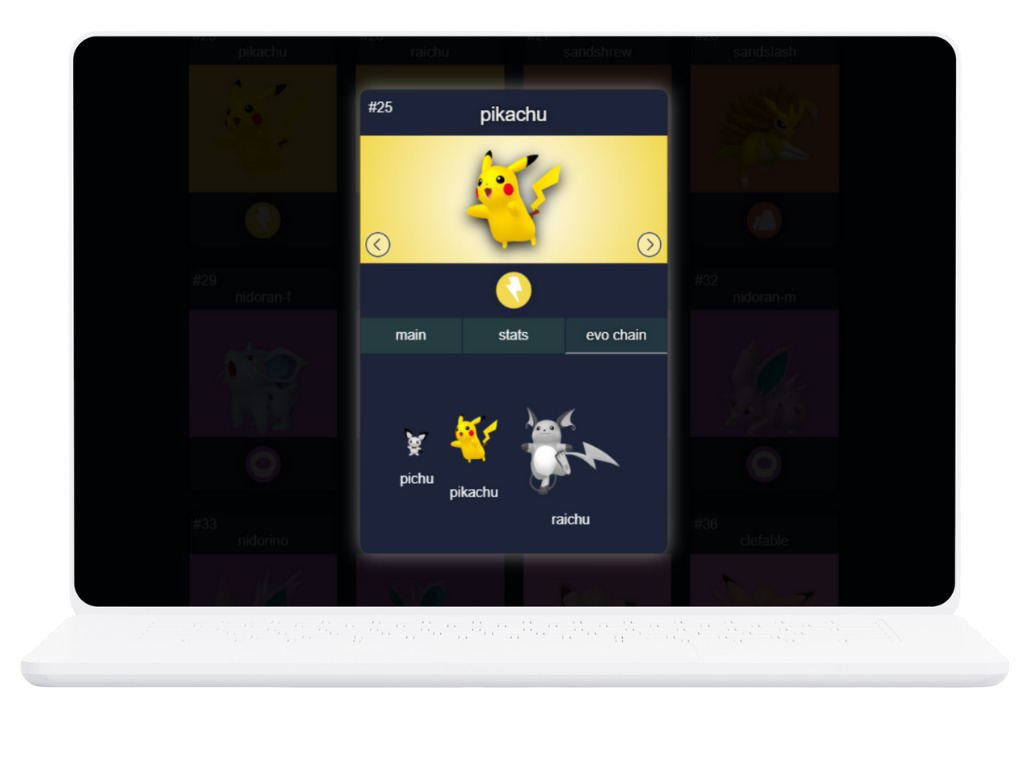 pikachu
raichu
sandshrew
sandslash
#25
pikachu
main
stats
evo chain
pichu
pikachu
raichu
#29
nidoran-f
#32
nidoran-m
#33
nidorino
#36
clefable